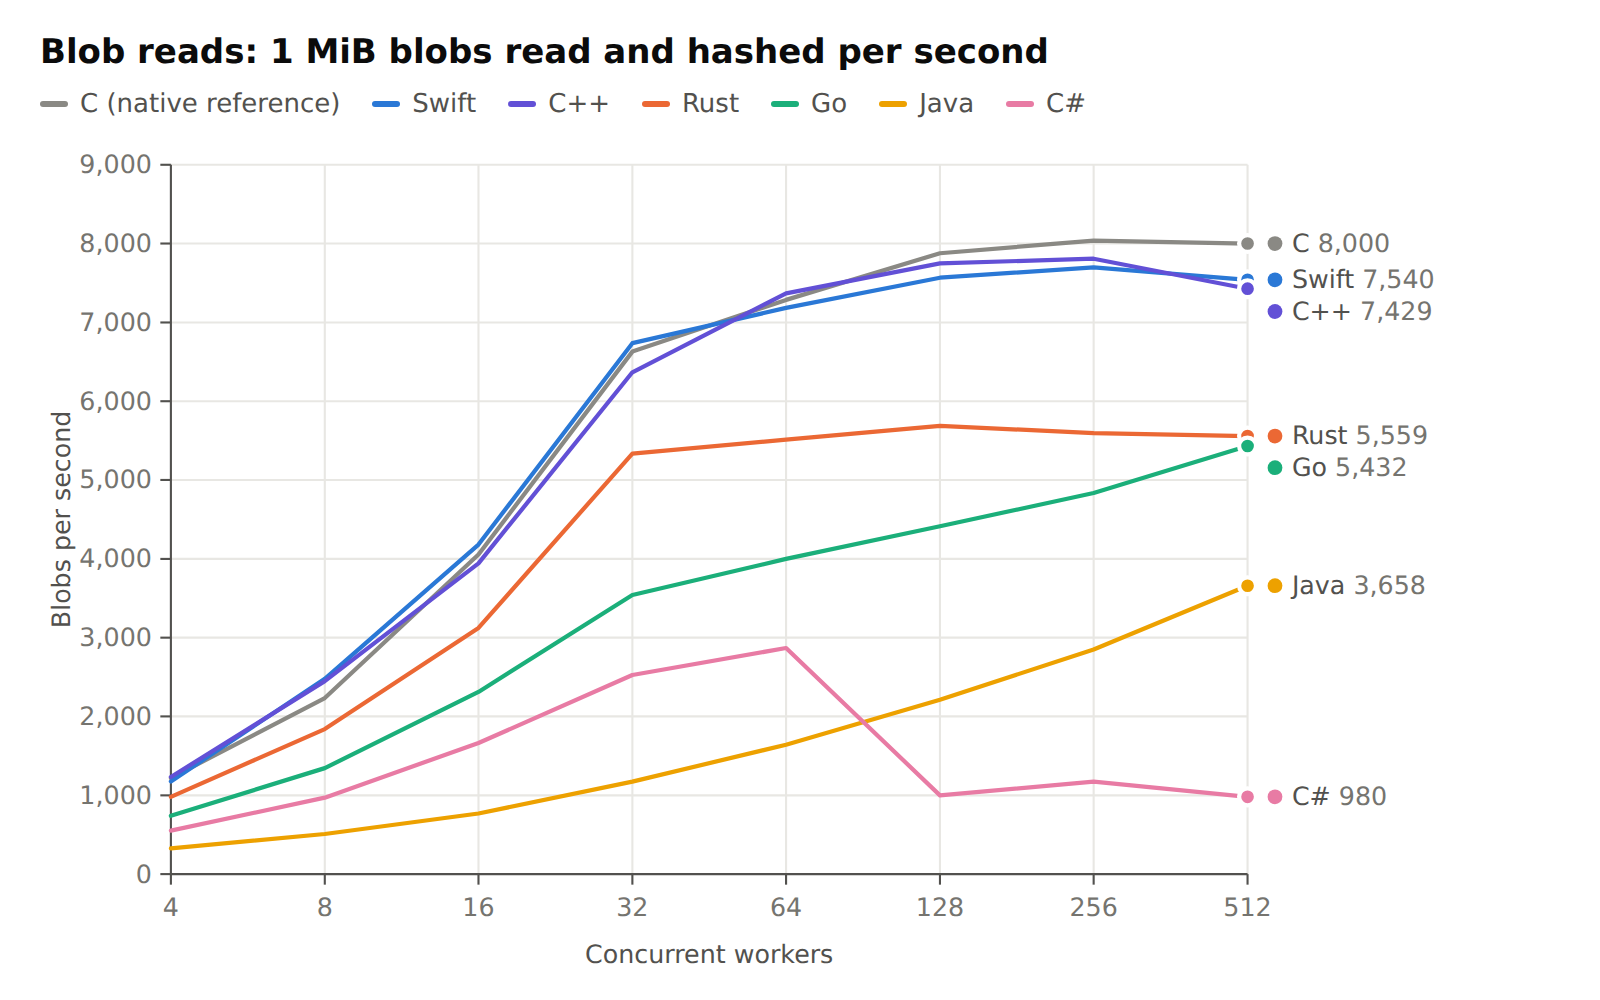 Blob reads: 1 MiB blobs read and hashed per second
C (native reference) Swift C++ Rust Go Java C#
9,000
8,000
7,000
6,000
5,000
4,000
3,000
2,000
1,000
0
Blobs per second
C 8,000
Swift 7,540
C++ 7,429
Rust 5,559
Go 5,432
Java 3,658
C# 980
4 8 16 32 64 128 256 512
Concurrent workers